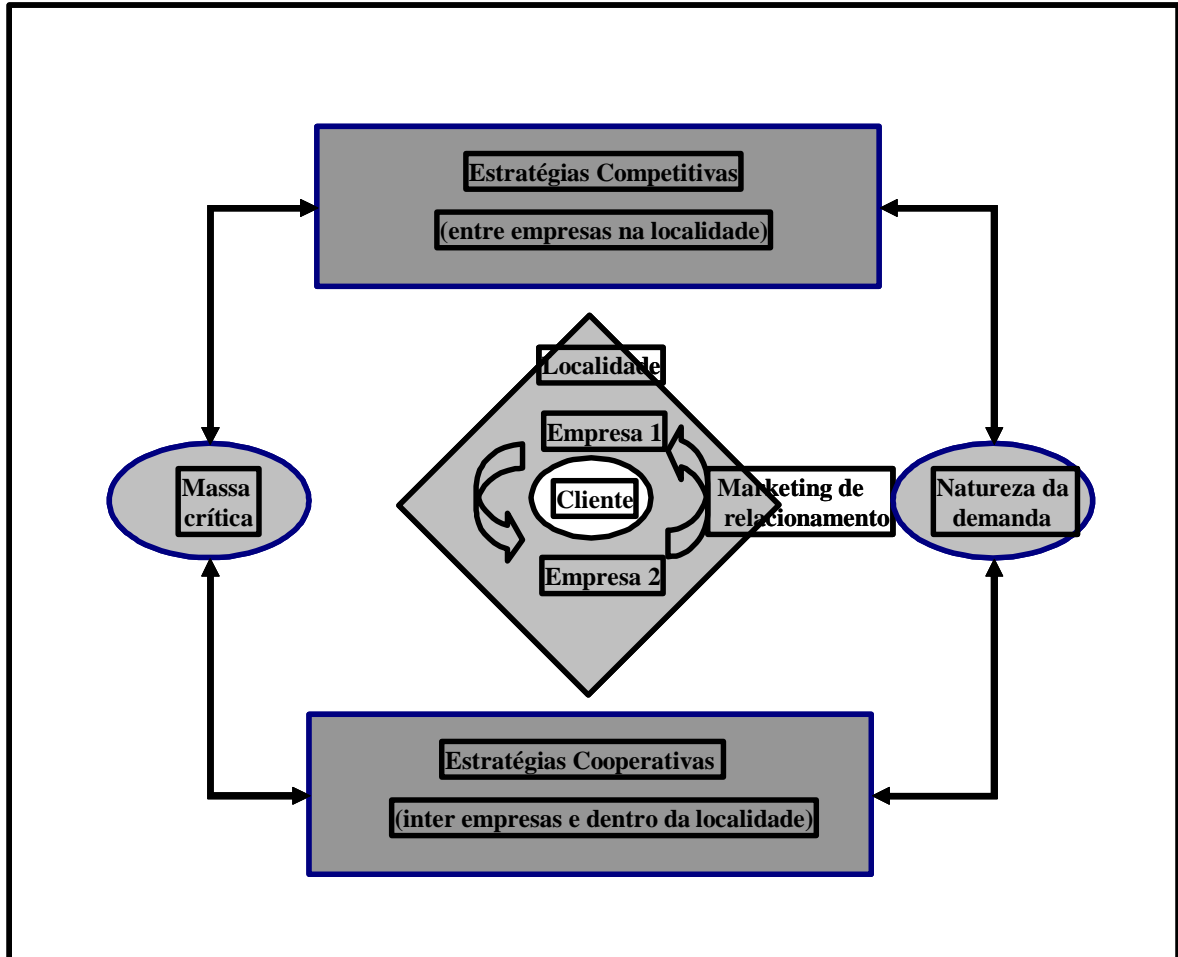 Estratégias Competitivas
(entre empresas na localidade)
Localidade
Empresa 1
Massa
crítica
Cliente
Marketing de
relacionamento
Natureza da
demanda
Empresa 2
Estratégias Cooperativas
(inter empresas e dentro da localidade)